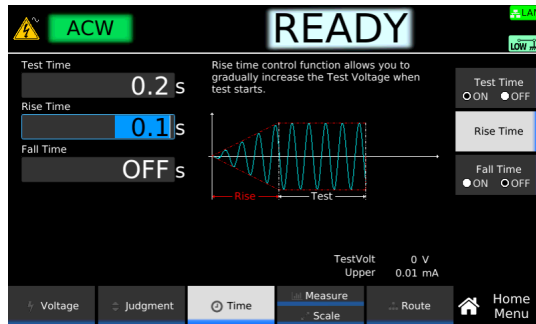 ACW
READY
LAN
LOW
Test Time
0.2 s
Rise Time
0.1 s
Fall Time
OFF s
Rise time control function allows you to
gradually increase the Test Voltage when
test starts.
Rise
Test
TestVolt 0 V
Upper 0.01 mA
Test Time
ON OFF
Rise Time
Fall Time
ON OFF
Voltage
Judgment
Time
Measure
Scale
Route
Home
Menu